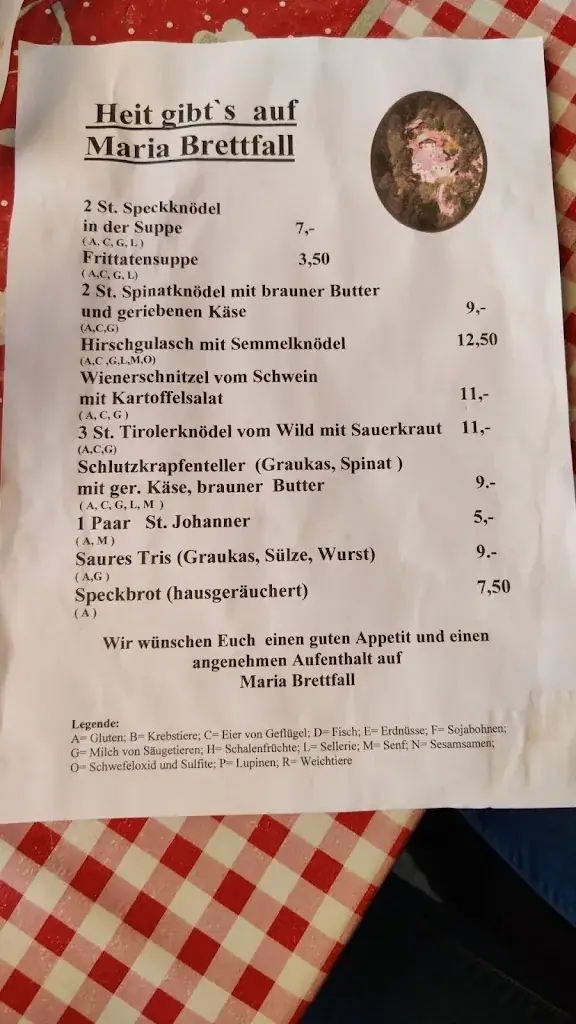 Heit gibt`s auf
Maria Brettfall
2 St. Speckknödel
in der Suppe 7,-
( A, C, G, L )
Frittatensuppe 3,50
( A,C, G, L)
2 St. Spinatknödel mit brauner Butter
und geriebenen Käse 9,-
(A,C,G)
Hirschgulasch mit Semmelknödel 12,50
(A,C ,G,L,M,O)
Wienerschnitzel vom Schwein
mit Kartoffelsalat 11,-
( A, C, G )
3 St. Tirolerknödel vom Wild mit Sauerkraut 11,-
(A,C,G)
Schlutzkrapfenteller (Graukas, Spinat )
mit ger. Käse, brauner Butter 9.-
( A, C, G, L, M )
1 Paar St. Johanner 5,-
( A, M )
Saures Tris (Graukas, Sülze, Wurst) 9.-
( A,G )
Speckbrot (hausgeräuchert) 7,50
( A )
Wir wünschen Euch einen guten Appetit und einen
angenehmen Aufenthalt auf
Maria Brettfall
Legende:
A= Gluten; B= Krebstiere; C= Eier von Geflügel; D= Fisch; E= Erdnüsse; F= Sojabohnen;
G= Milch von Säugetieren; H= Schalenfrüchte; L= Sellerie; M= Senf; N= Sesamsamen;
O= Schwefeloxid und Sulfite; P= Lupinen; R= Weichtiere